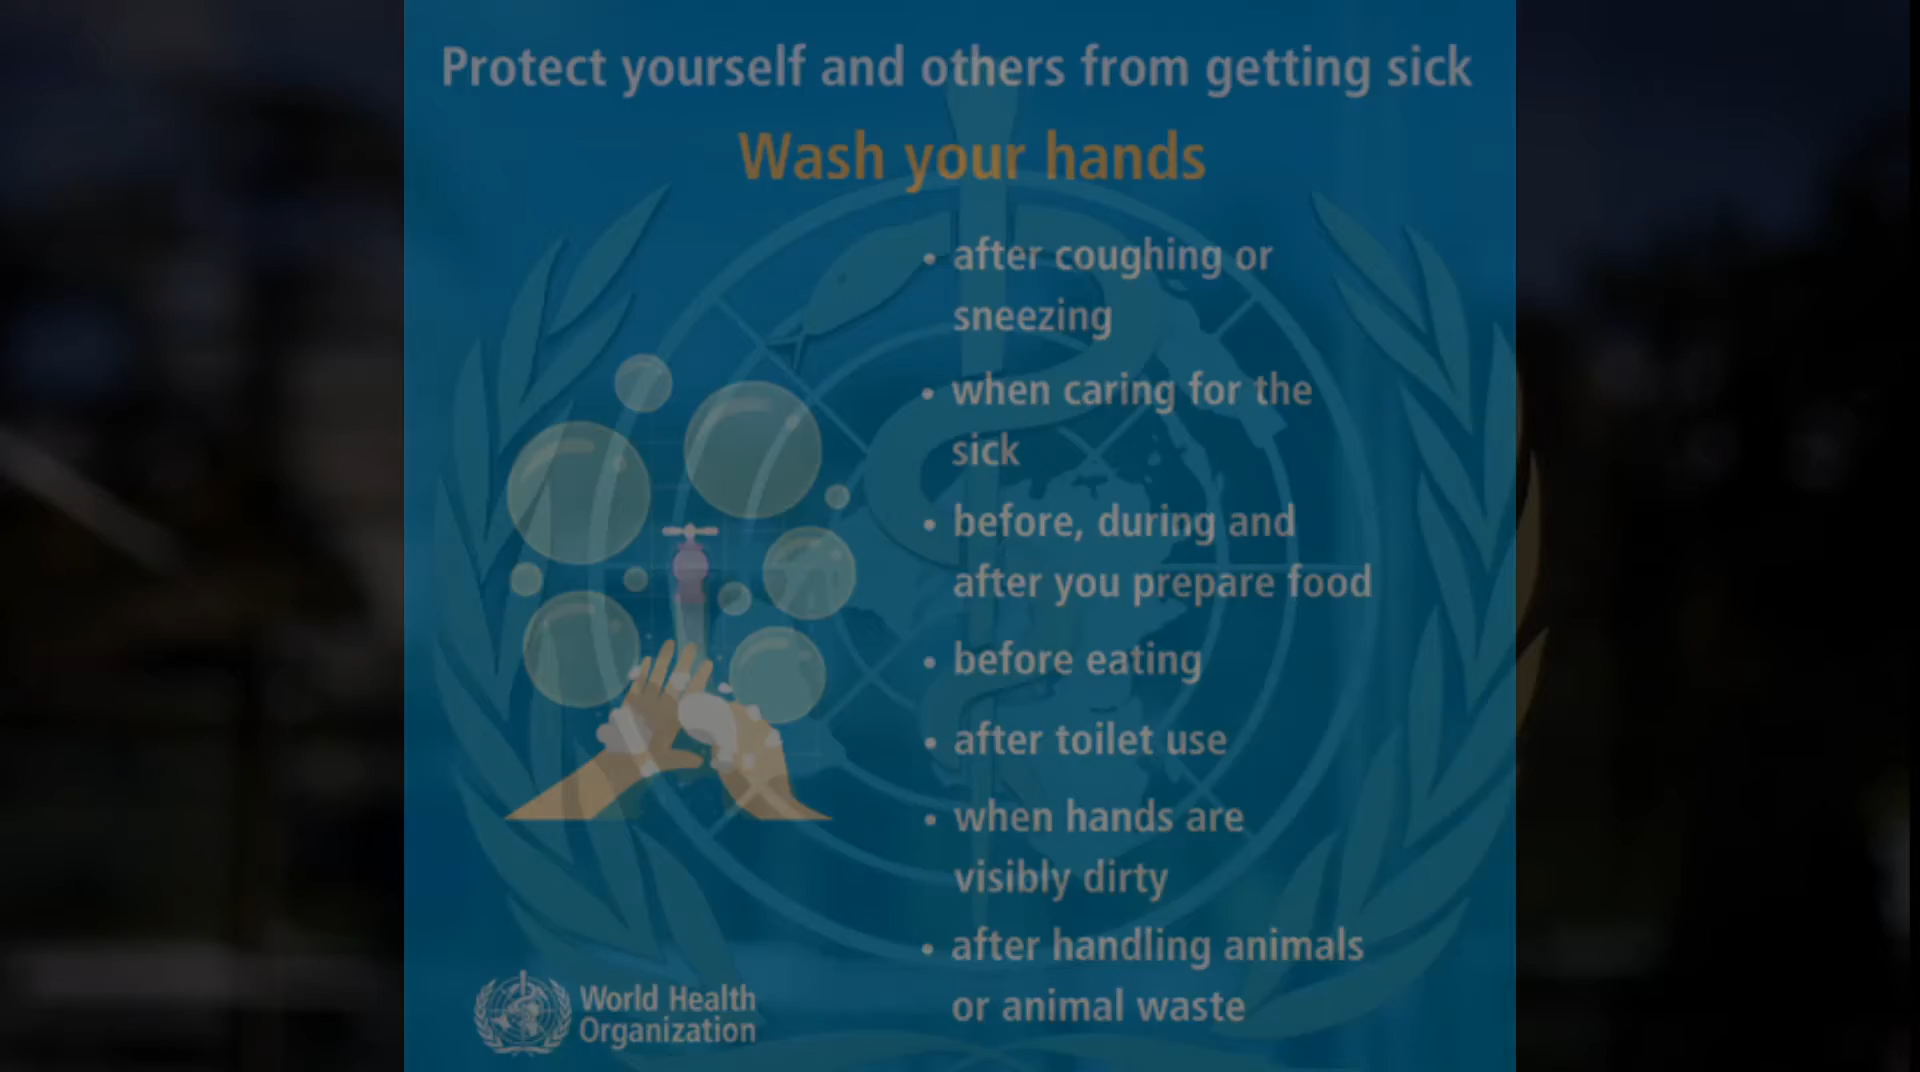 Protect yourself and others from getting sick
Wash your hands
• after coughing or
sneezing
• when caring for the
sick
• before, during and
after you prepare food
• before eating
• after toilet use
• when hands are
visibly dirty
• after handling animals
or animal waste
World Health
Organization